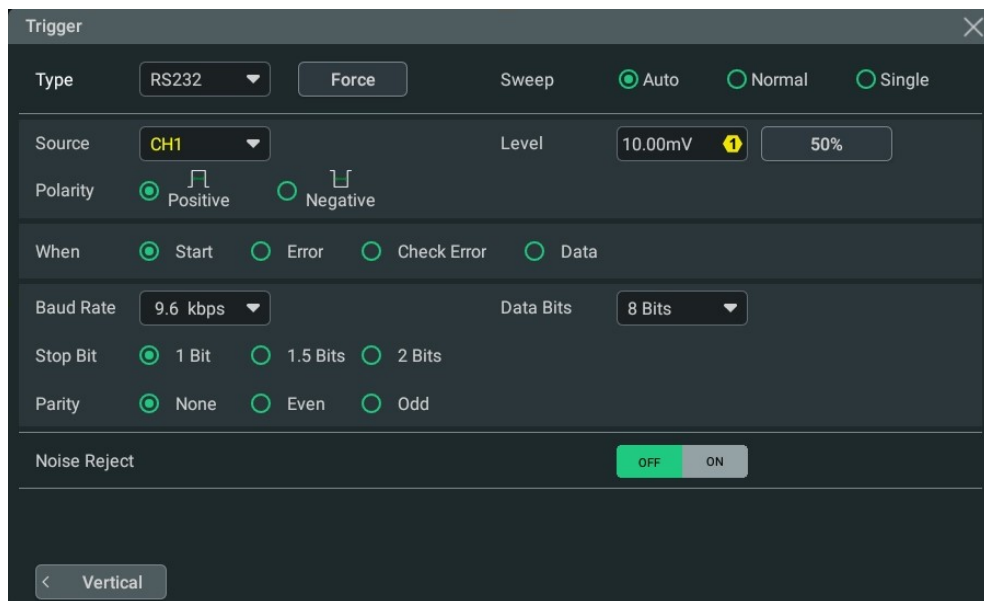 Trigger
Type RS232 Force Sweep Auto Normal Single
Source CH1 Level 10.00mV 1 50%
Polarity Positive Negative
When Start Error Check Error Data
Baud Rate 9.6 kbps Data Bits 8 Bits
Stop Bit 1 Bit 1.5 Bits 2 Bits
Parity None Even Odd
Noise Reject OFF ON
< Vertical